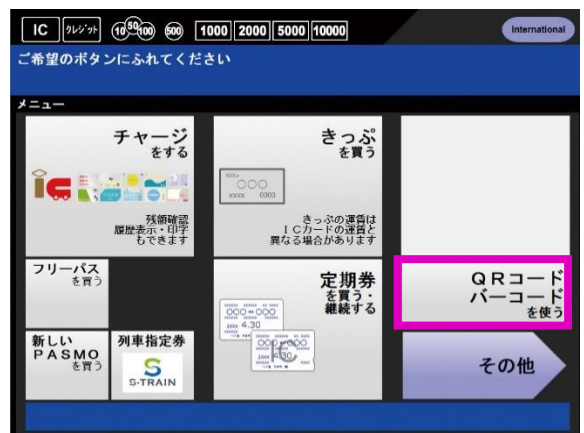 IC クレジット 10 50 100 500 1000 2000 5000 10000 International
ご希望のボタンにふれてください
メニュー
チャージ
をする
残額確認
履歴表示・印字
もできます
きっぷ
を買う
きっぷの運賃は
ICカードの運賃と
異なる場合があります
フリーパス
を買う
定期券
を買う・
継続する
4.30
4.30
IC
QRコード
バーコード
を使う
新しい
PASMO
を買う
列車指定券
S-TRAIN
その他